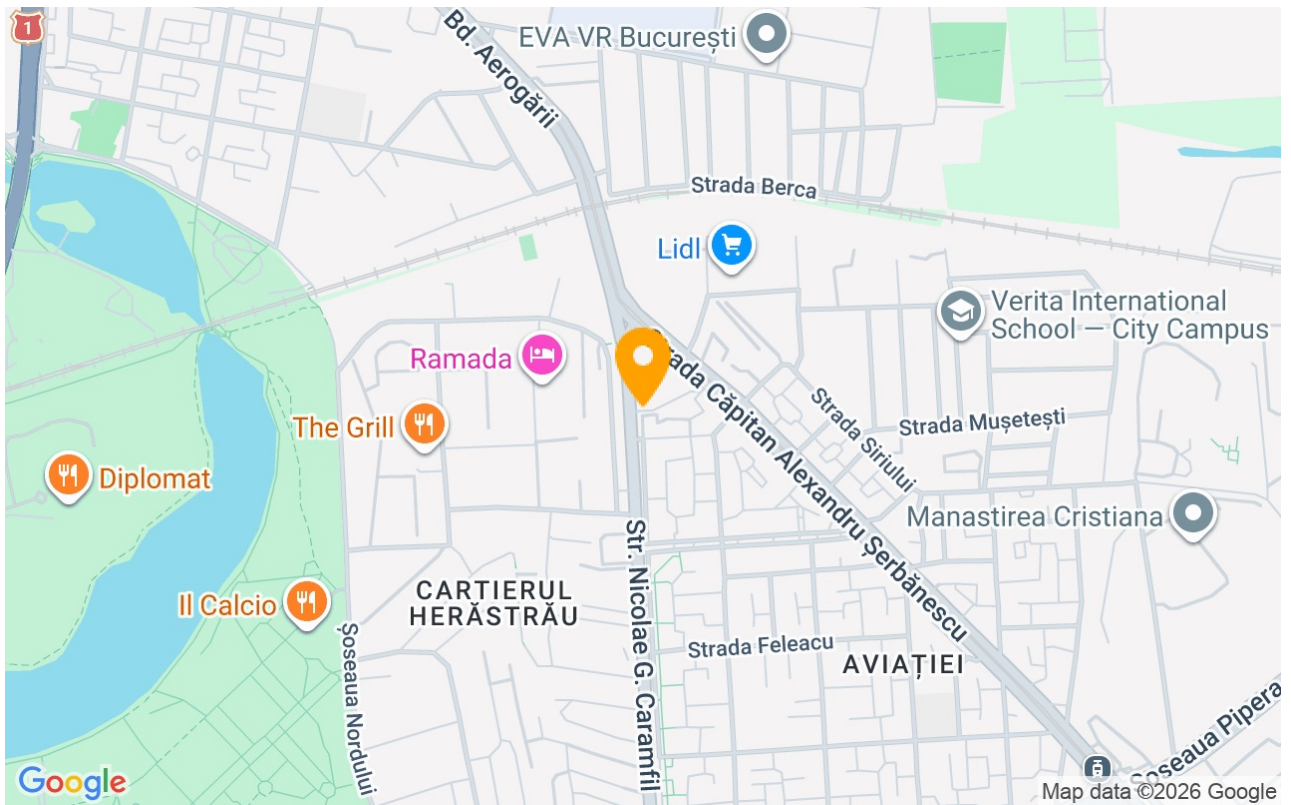 1
Bd. Aerogării
EVA VR București
Strada Berca
Lidl
Verita International
School — City Campus
Ramada
Strada Căpitan Alexandru Șerbănescu
The Grill
Strada Siriului
Strada Mușetești
Diplomat
Manastirea Cristiana
Str. Nicolae G. Caramfil
CARTIERUL
HERĂSTRĂU
Il Calcio
Șoseaua Nordului
Strada Feleacu
AVIAȚIEI
Șoseaua Pipera
Google
Map data ©2026 Google